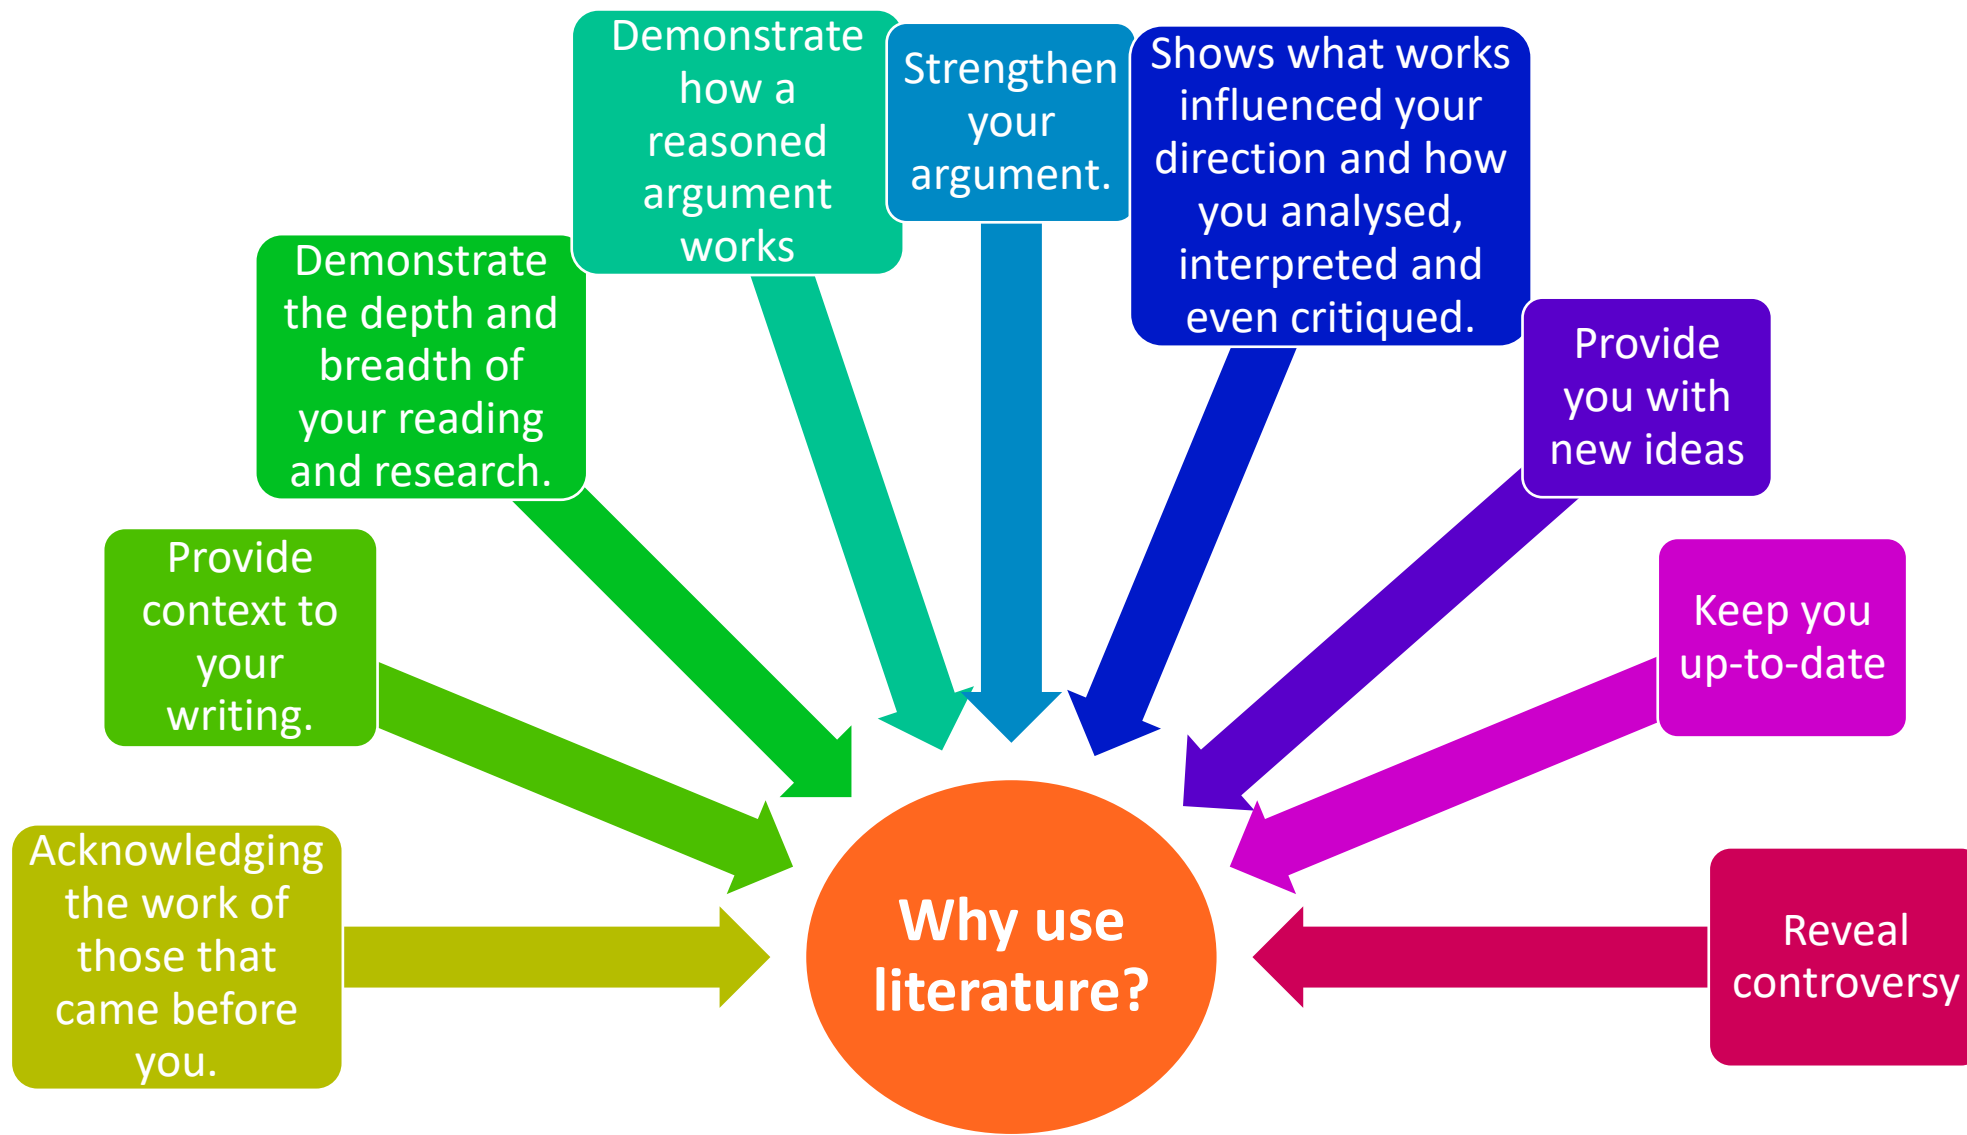 Acknowledging
the work of
those that
came before
you.
Provide
context to
your
writing.
Demonstrate
the depth and
breadth of
your reading
and research.
Demonstrate
how a
reasoned
argument
works
Strengthen
your
argument.
Shows what works
influenced your
direction and how
you analysed,
interpreted and
even critiqued.
Provide
you with
new ideas
Keep you
up-to-date
Reveal
controversy
Why use
literature?